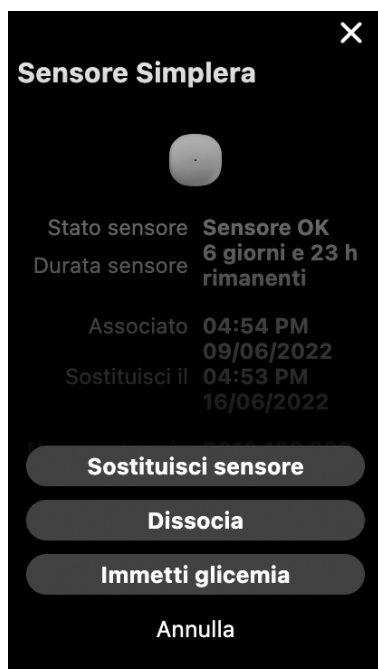 Sensore Simplera
Stato sensore Sensore OK
Durata sensore 6 giorni e 23 h
rimanenti
Associato 04:54 PM
09/06/2022
Sostituisci il 04:53 PM
16/06/2022
Sostituisci sensore
Dissocia
Immetti glicemia
Annulla